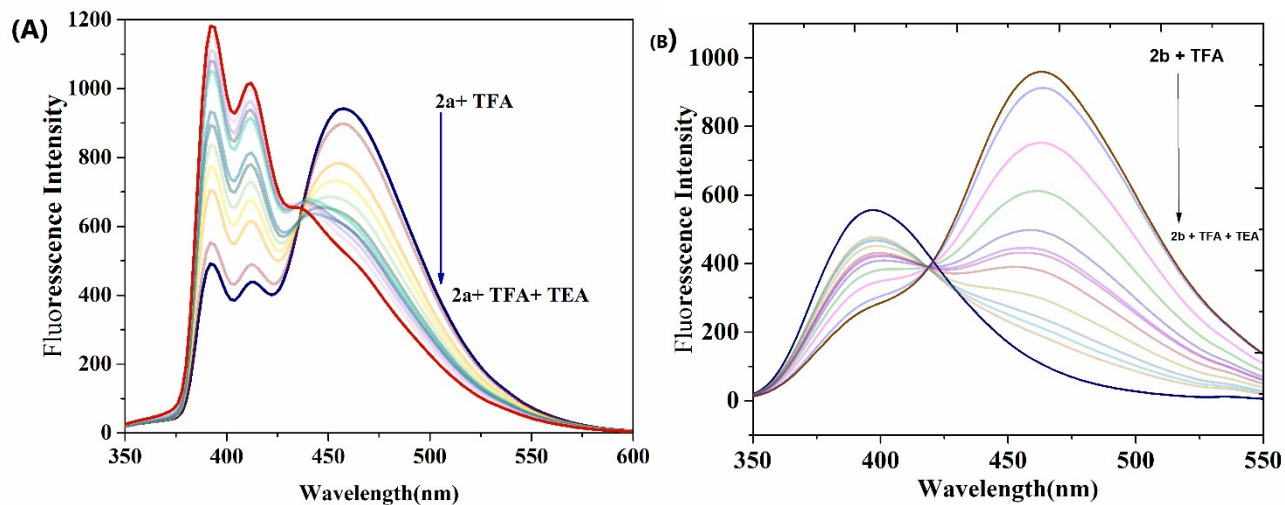 (A)
1200
1000
800
600
400
200
0
Fluoresscence Intensity
2a+ TFA
2a+ TFA+ TEA
350 400 450 500 550 600
Wavelength(nm)
(B)
1000
800
600
400
200
0
Fluorescence Intensity
2b + TFA
2b + TFA + TEA
350 400 450 500 550
Wavelength(nm)